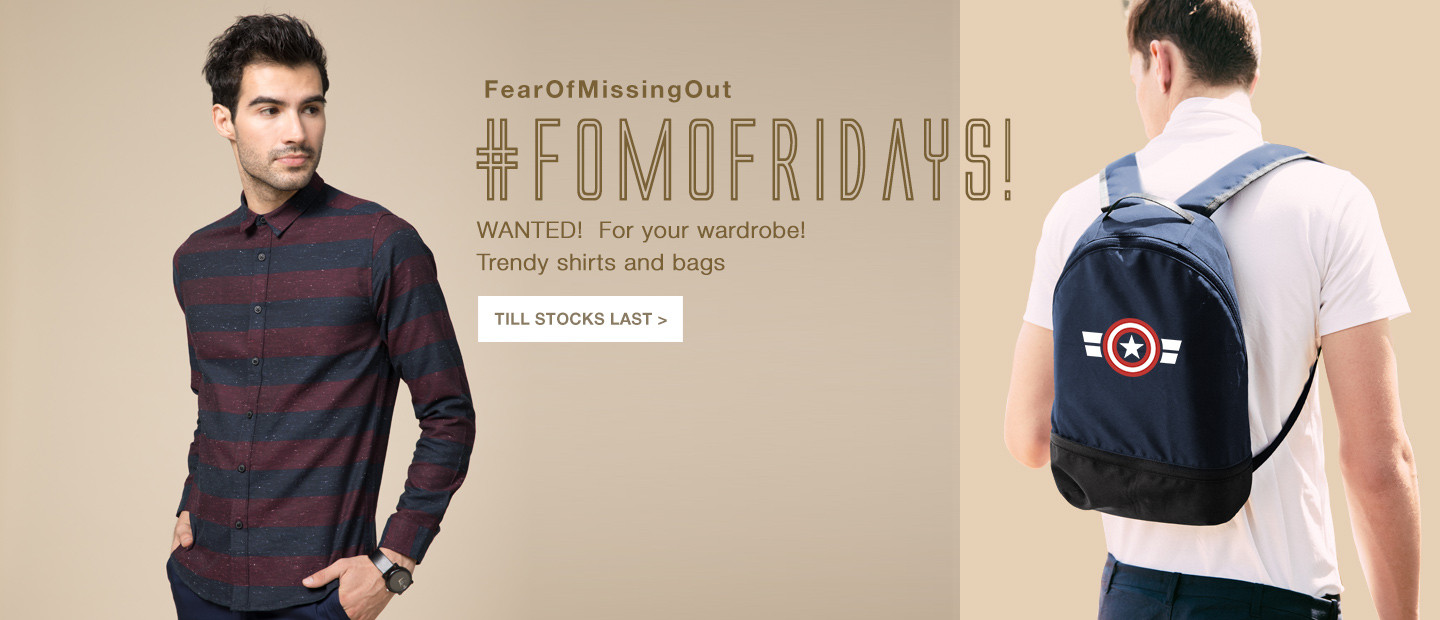 FearOfMissingOut
#FOMOFRIDAYS!
WANTED!  For your wardrobe!
Trendy shirts and bags
TILL STOCKS LAST >